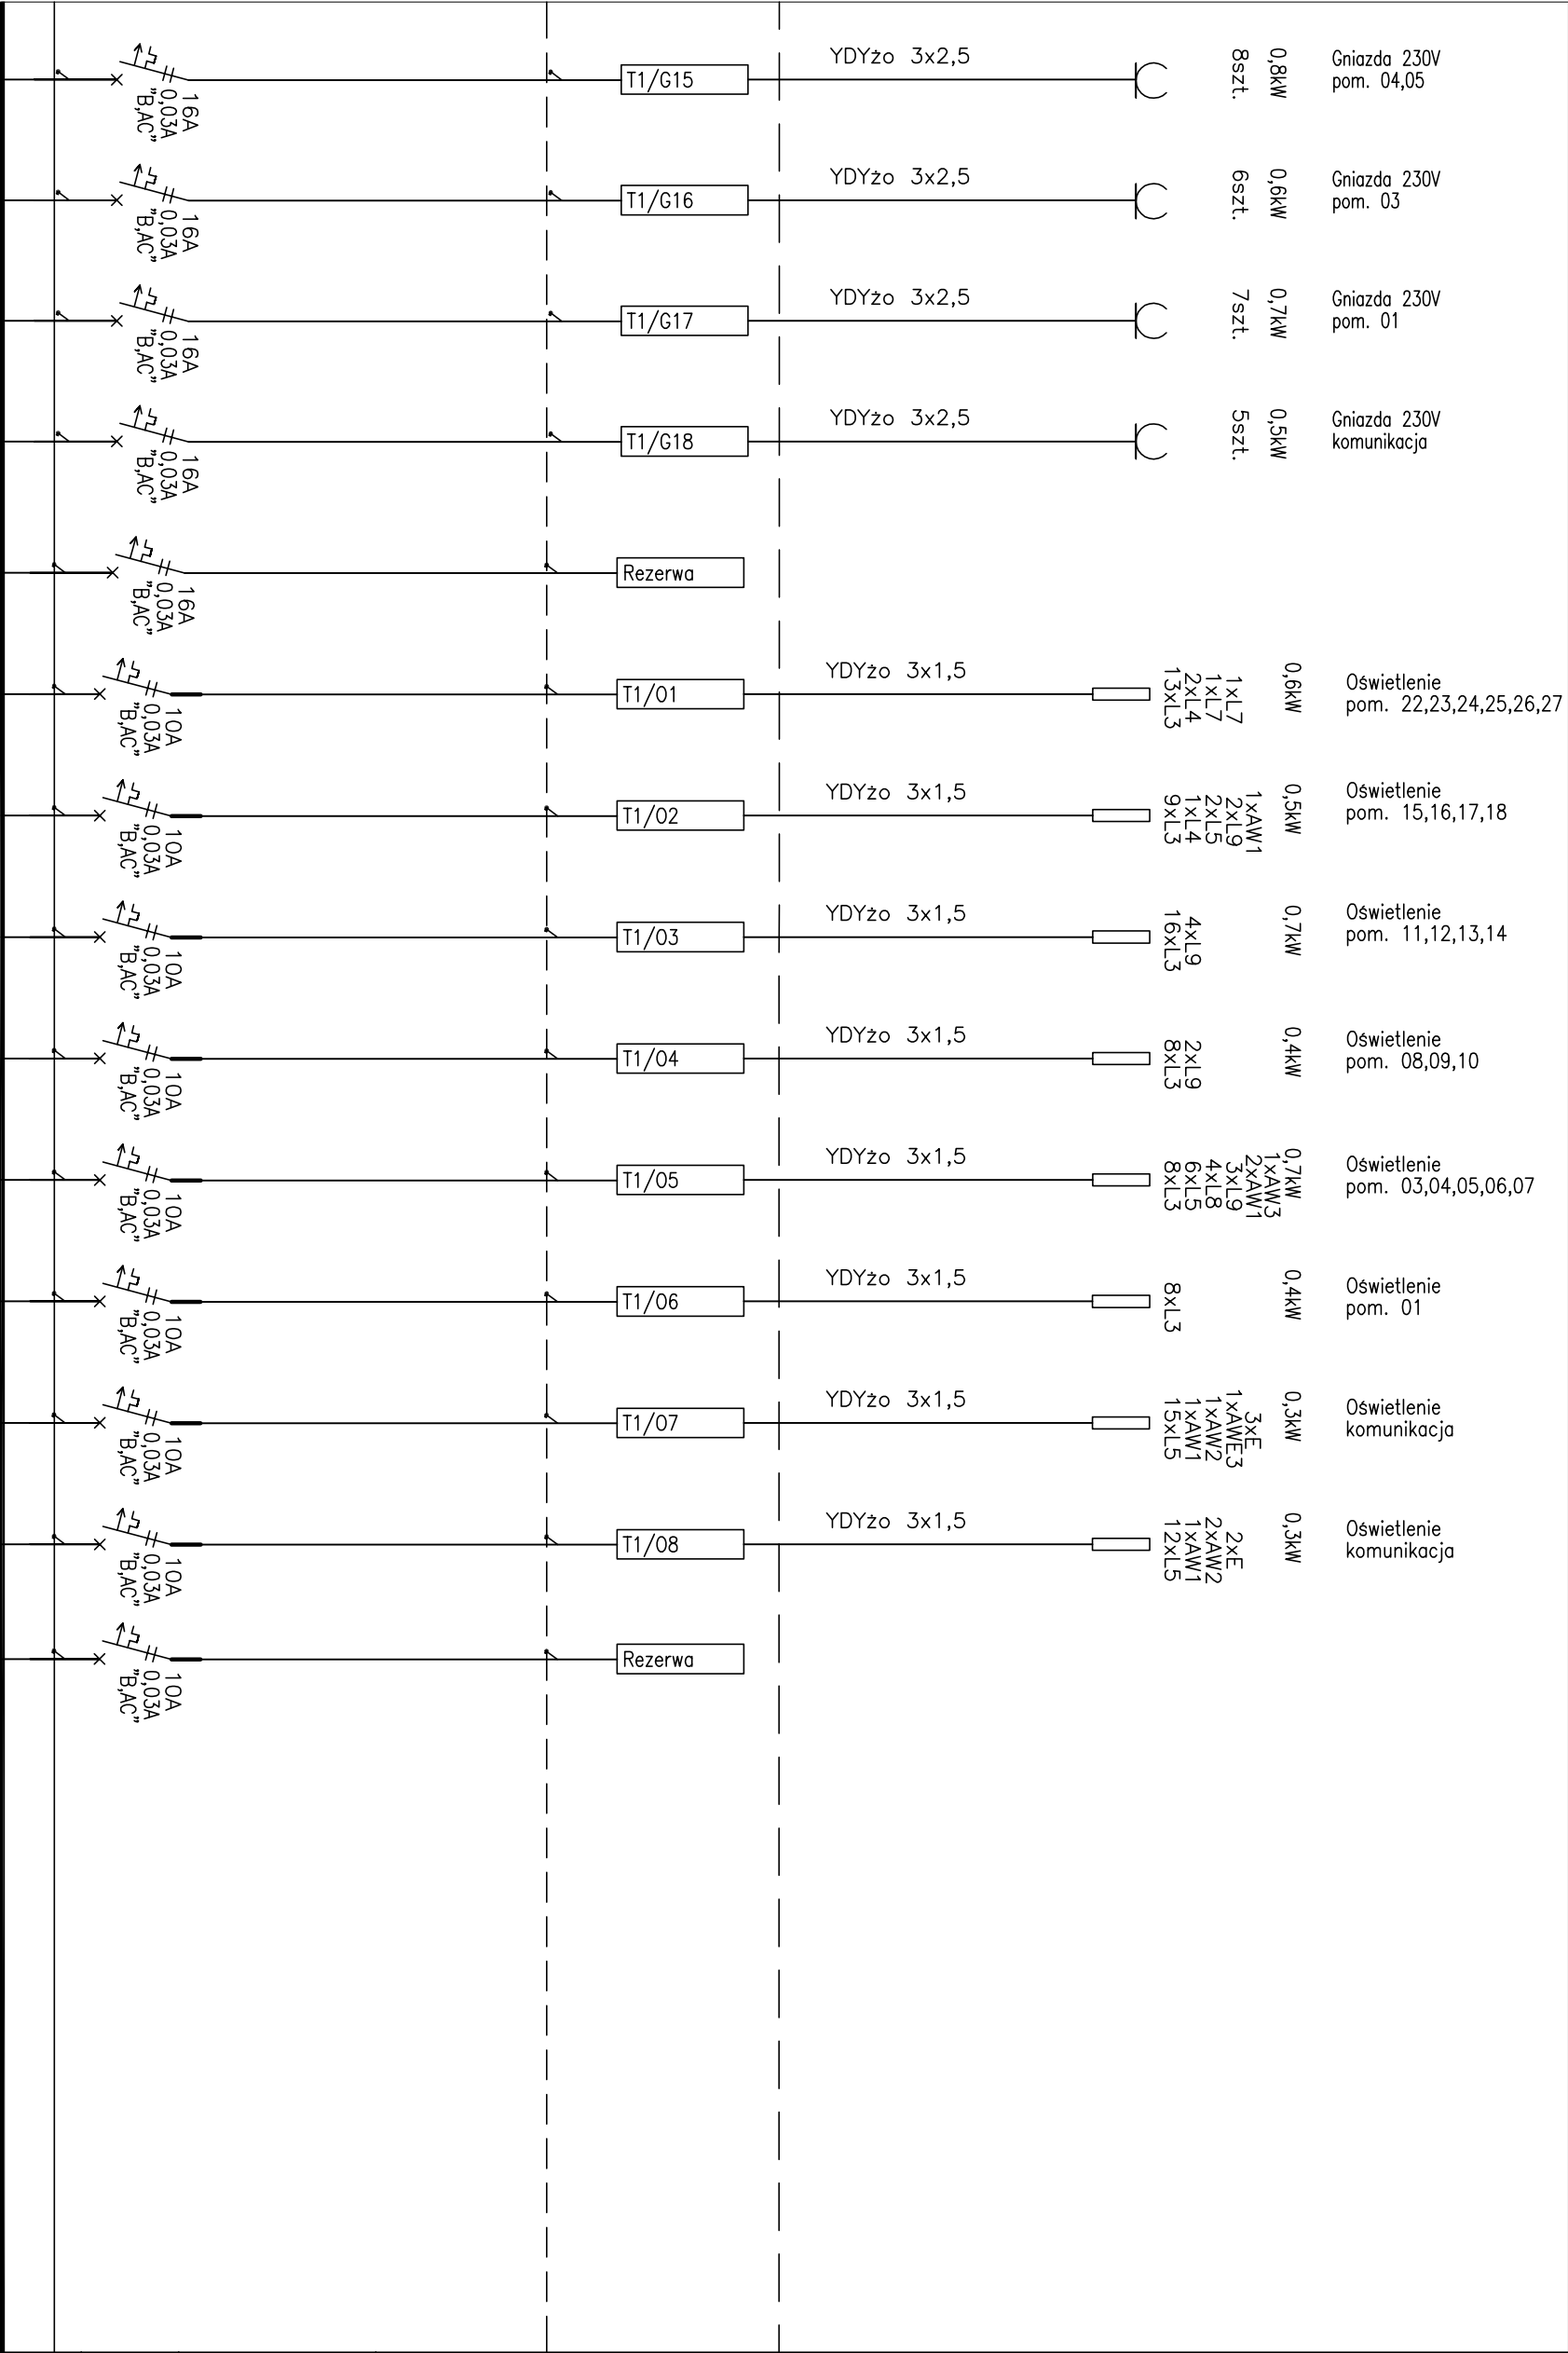 YDYżo 3x2,5
T1/G15
16A
0,03A
"B,AC"
8szt.
0,8kW
Gniazda 230V
pom. 04,05
YDYżo 3x2,5
T1/G16
16A
0,03A
"B,AC"
6szt.
0,6kW
Gniazda 230V
pom. 03
YDYżo 3x2,5
T1/G17
16A
0,03A
"B,AC"
7szt.
0,7kW
Gniazda 230V
pom. 01
YDYżo 3x2,5
T1/G18
16A
0,03A
"B,AC"
5szt.
0,5kW
Gniazda 230V
komunikacja
Rezerwa
16A
0,03A
"B,AC"
YDYżo 3x1,5
T1/01
10A
0,03A
"B,AC"
1xL7
1xL7
2xL4
13xL3
0,6kW
Oświetlenie
pom. 22,23,24,25,26,27
YDYżo 3x1,5
T1/02
10A
0,03A
"B,AC"
1xAW1
2xL9
2xL5
1xL4
9xL3
0,5kW
Oświetlenie
pom. 15,16,17,18
YDYżo 3x1,5
T1/03
10A
0,03A
"B,AC"
4xL9
16xL3
0,7kW
Oświetlenie
pom. 11,12,13,14
YDYżo 3x1,5
T1/04
10A
0,03A
"B,AC"
2xL9
8xL3
0,4kW
Oświetlenie
pom. 08,09,10
YDYżo 3x1,5
T1/05
10A
0,03A
"B,AC"
0,7kW
1xAW3
2xAW1
3xL9
4xL8
6xL5
8xL3
Oświetlenie
pom. 03,04,05,06,07
YDYżo 3x1,5
T1/06
10A
0,03A
"B,AC"
8xL3
0,4kW
Oświetlenie
pom. 01
YDYżo 3x1,5
T1/07
10A
0,03A
"B,AC"
3xE
1xAWE3
1xAW2
1xAW1
15xL5
0,3kW
Oświetlenie
komunikacja
YDYżo 3x1,5
T1/08
10A
0,03A
"B,AC"
2xE
2xAW2
1xAW1
12xL5
0,3kW
Oświetlenie
komunikacja
Rezerwa
10A
0,03A
"B,AC"